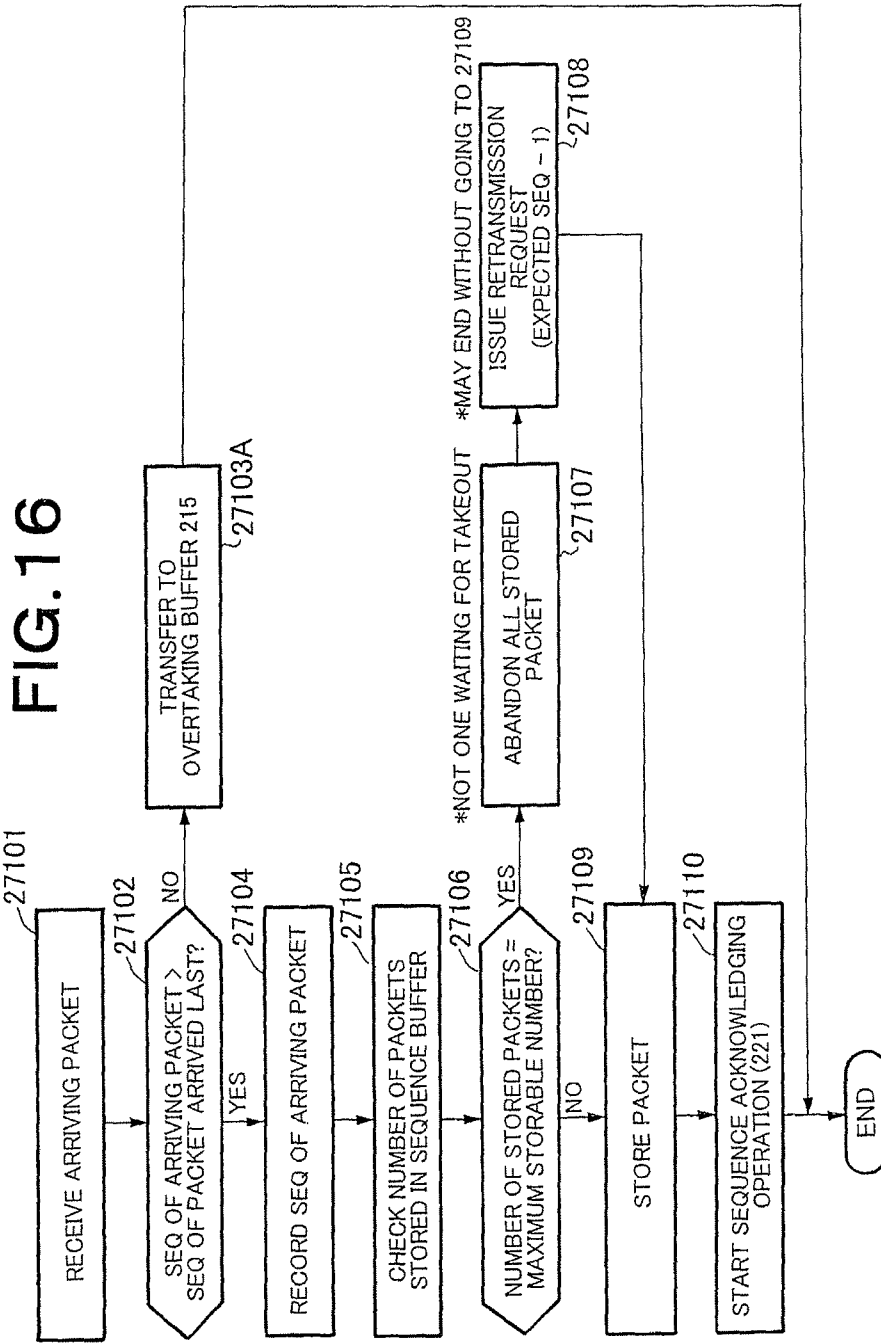 FIG.16
27101
RECEIVE ARRIVING PACKET
27102
SEQ OF ARRIVING PACKET >
SEQ OF PACKET ARRIVED LAST?
NO
TRANSFER TO
OVERTAKING BUFFER 215
27103A
YES
27104
RECORD SEQ OF ARRIVING PACKET
27105
CHECK NUMBER OF PACKETS
STORED IN SEQUENCE BUFFER
27106
NUMBER OF STORED PACKETS =
MAXIMUM STORABLE NUMBER?
YES
*NOT ONE WAITING FOR TAKEOUT
ABANDON ALL STORED
PACKET
27107
*MAY END WITHOUT GOING TO 27109
ISSUE RETRANSMISSION
REQUEST
(EXPECTED SEQ - 1)
27108
NO
27109
STORE PACKET
27110
START SEQUENCE ACKNOWLEDGING
OPERATION (221)
END